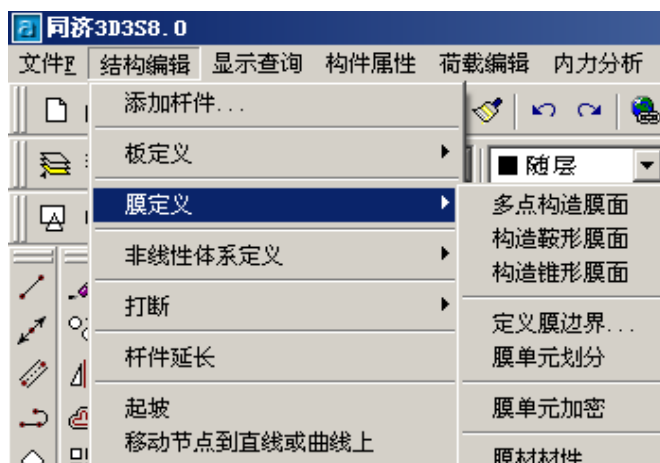 同济3D3S8.0
文件F 结构编辑 显示查询 构件属性 荷载编辑 内力分析
添加杆件...
板定义
随层
膜定义
多点构造膜面
构造鞍形膜面
构造锥形膜面
非线性体系定义
打断
定义膜边界...
杆件延长
膜单元划分
起坡
膜单元加密
移动节点到直线或曲线上
膜材材性